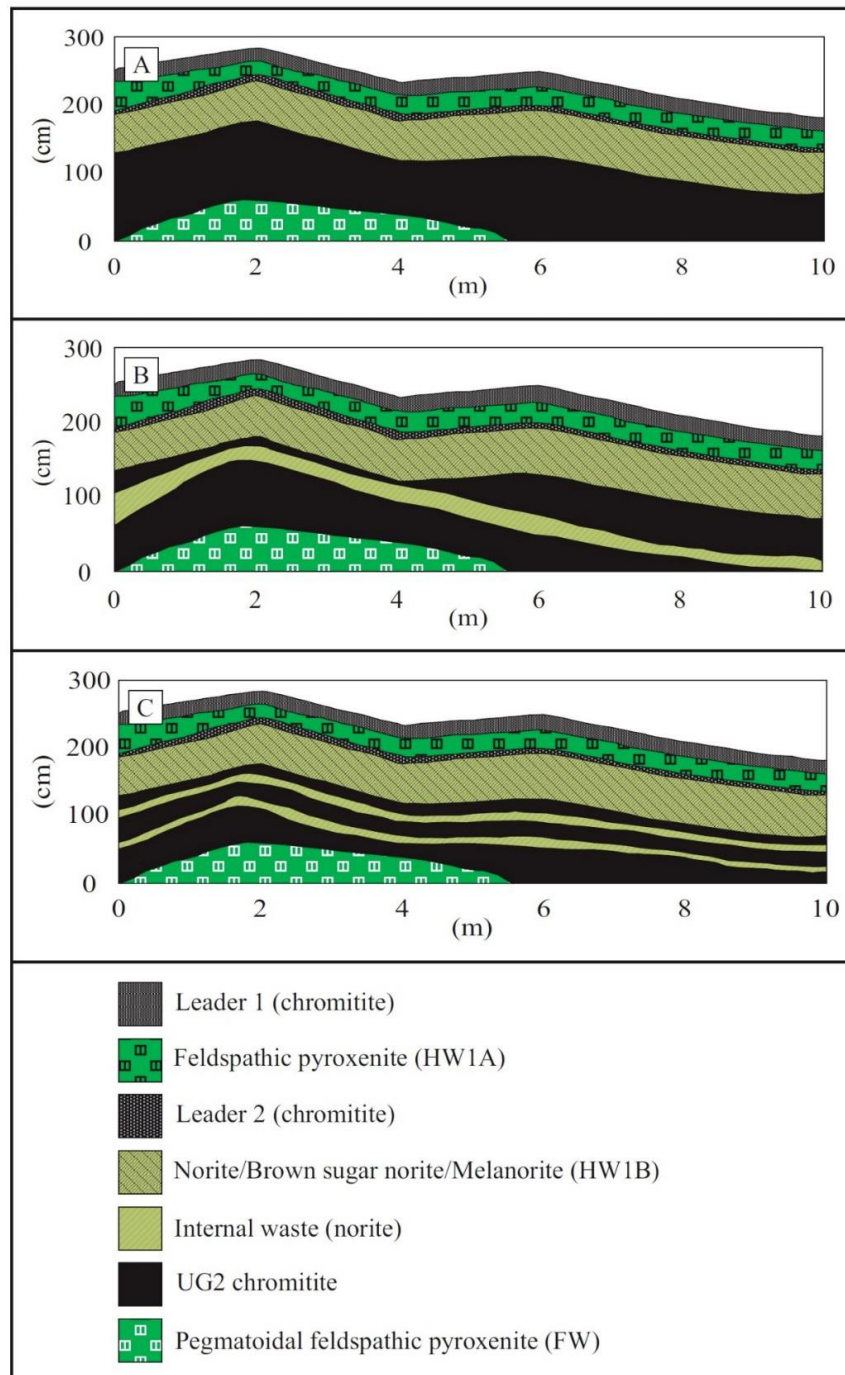 300
A
200
(cm)
100
0
0 2 4 6 8 10
(m)
300
B
200
(cm)
100
0
0 2 4 6 8 10
(m)
300
C
200
(cm)
100
0
0 2 4 6 8 10
(m)
Leader 1 (chromitite)
Feldspathic pyroxenite (HW1A)
Leader 2 (chromitite)
Norite/Brown sugar norite/Melanorite (HW1B)
Internal waste (norite)
UG2 chromitite
Pegmatoidal feldspathic pyroxenite (FW)